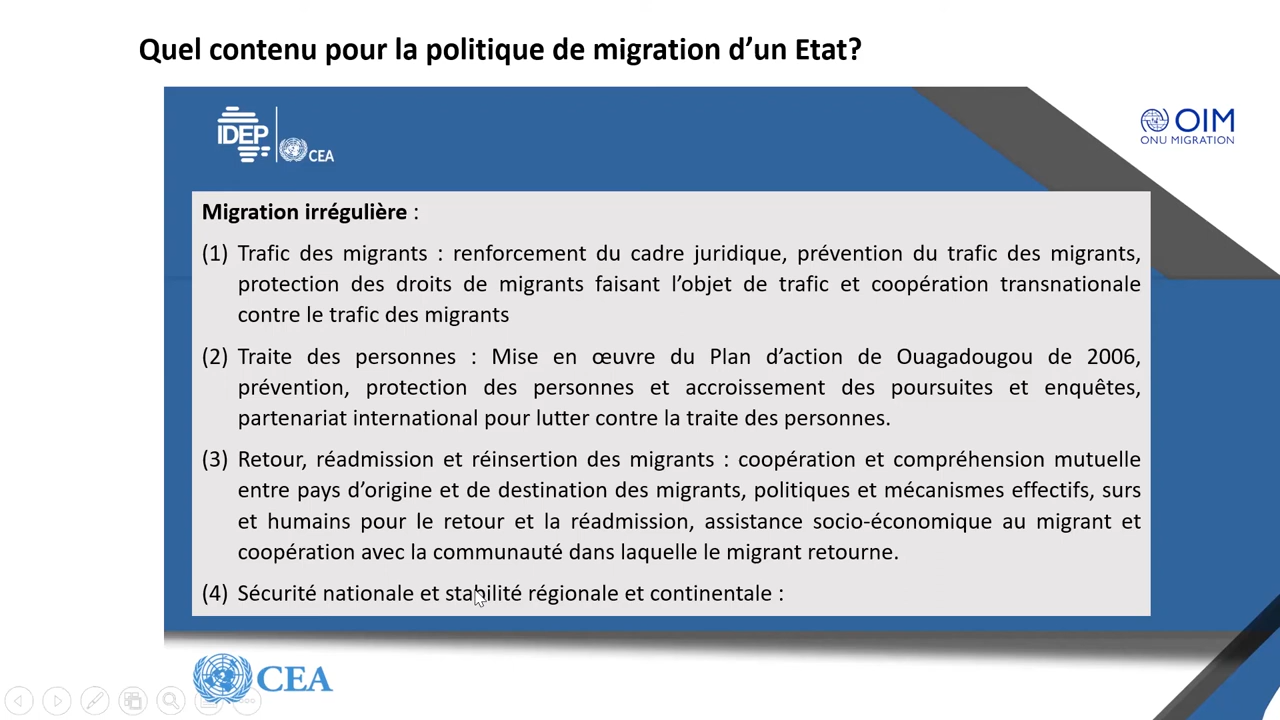 Quel contenu pour la politique de migration d’un Etat?
IDEP
CEA
OIM
ONU MIGRATION
Migration irrégulière :
(1) Trafic des migrants : renforcement du cadre juridique, prévention du trafic des migrants,
protection des droits de migrants faisant l’objet de trafic et coopération transnationale
contre le trafic des migrants
(2) Traite des personnes : Mise en œuvre du Plan d’action de Ouagadougou de 2006,
prévention, protection des personnes et accroissement des poursuites et enquêtes,
partenariat international pour lutter contre la traite des personnes.
(3) Retour, réadmission et réinsertion des migrants : coopération et compréhension mutuelle
entre pays d’origine et de destination des migrants, politiques et mécanismes effectifs, surs
et humains pour le retour et la réadmission, assistance socio-économique au migrant et
coopération avec la communauté dans laquelle le migrant retourne.
(4) Sécurité nationale et stabilité régionale et continentale :
CEA